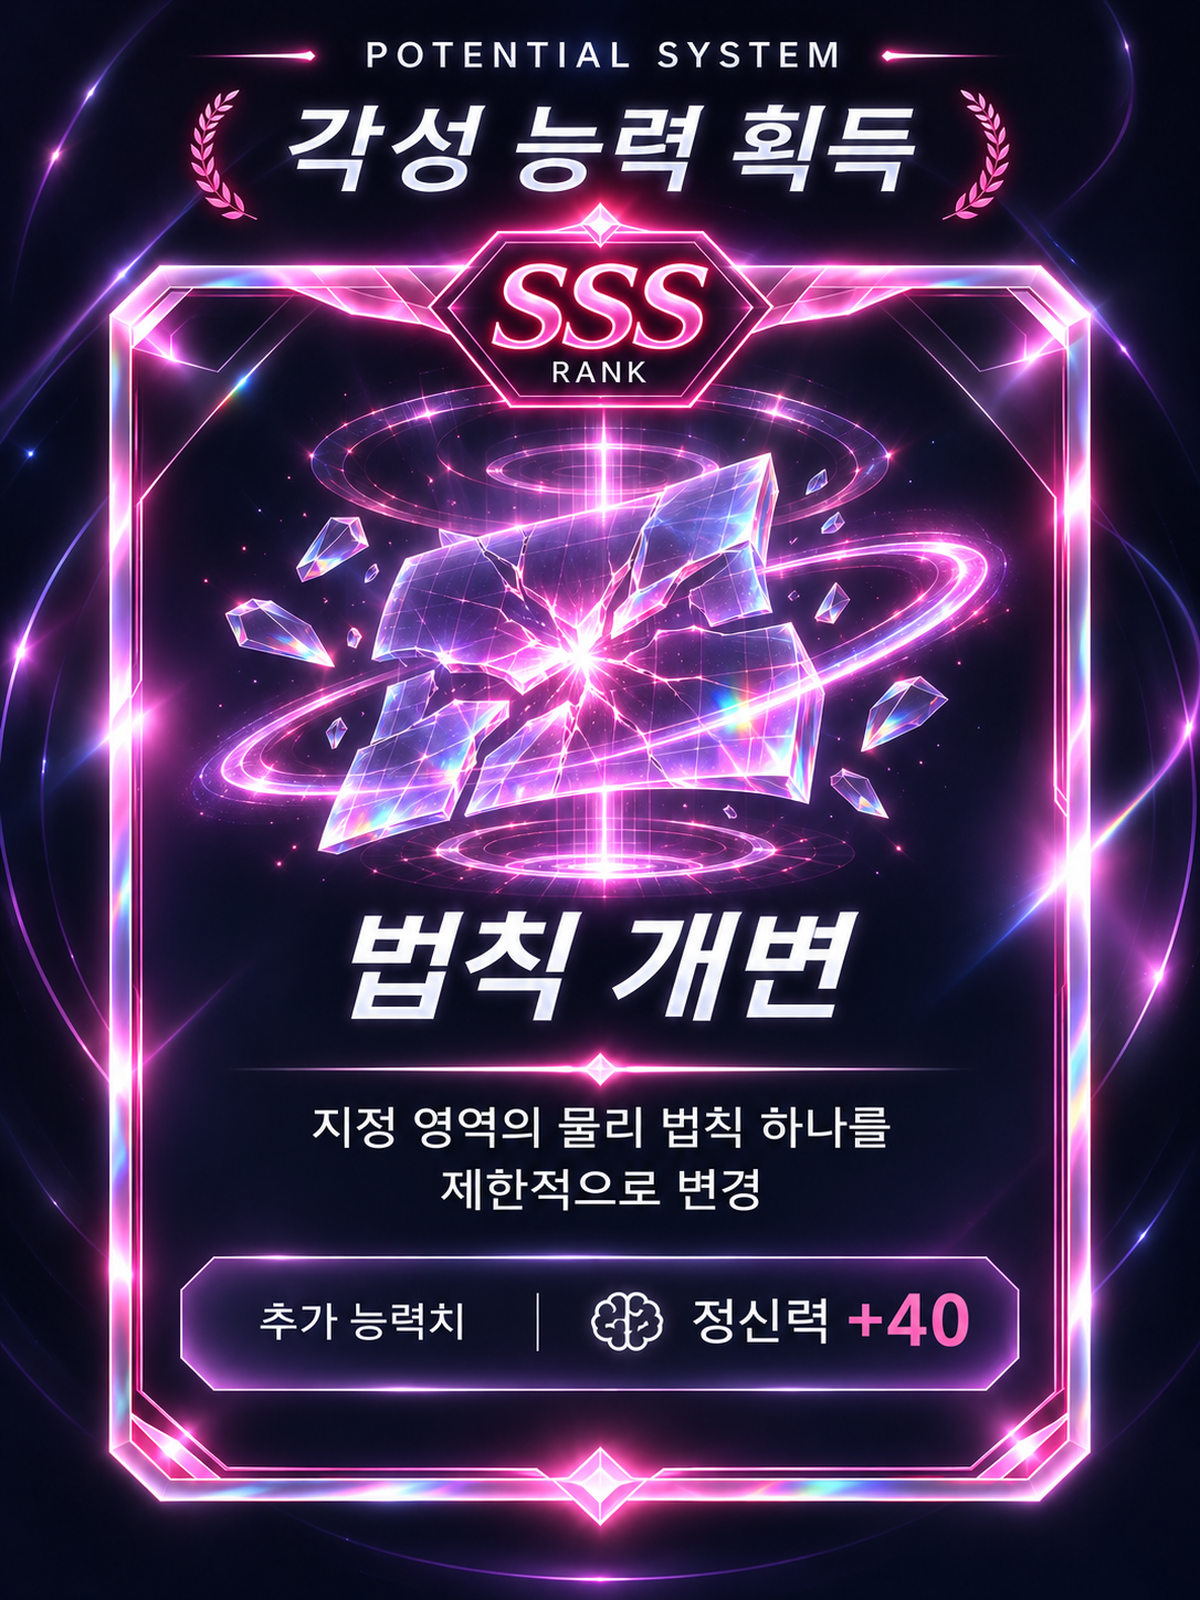 POTENTIAL SYSTEM
각성 능력 획득
SSS
RANK
법칙 개변
지정 영역의 물리 법칙 하나를
제한적으로 변경
추가 능력치 정신력 +40